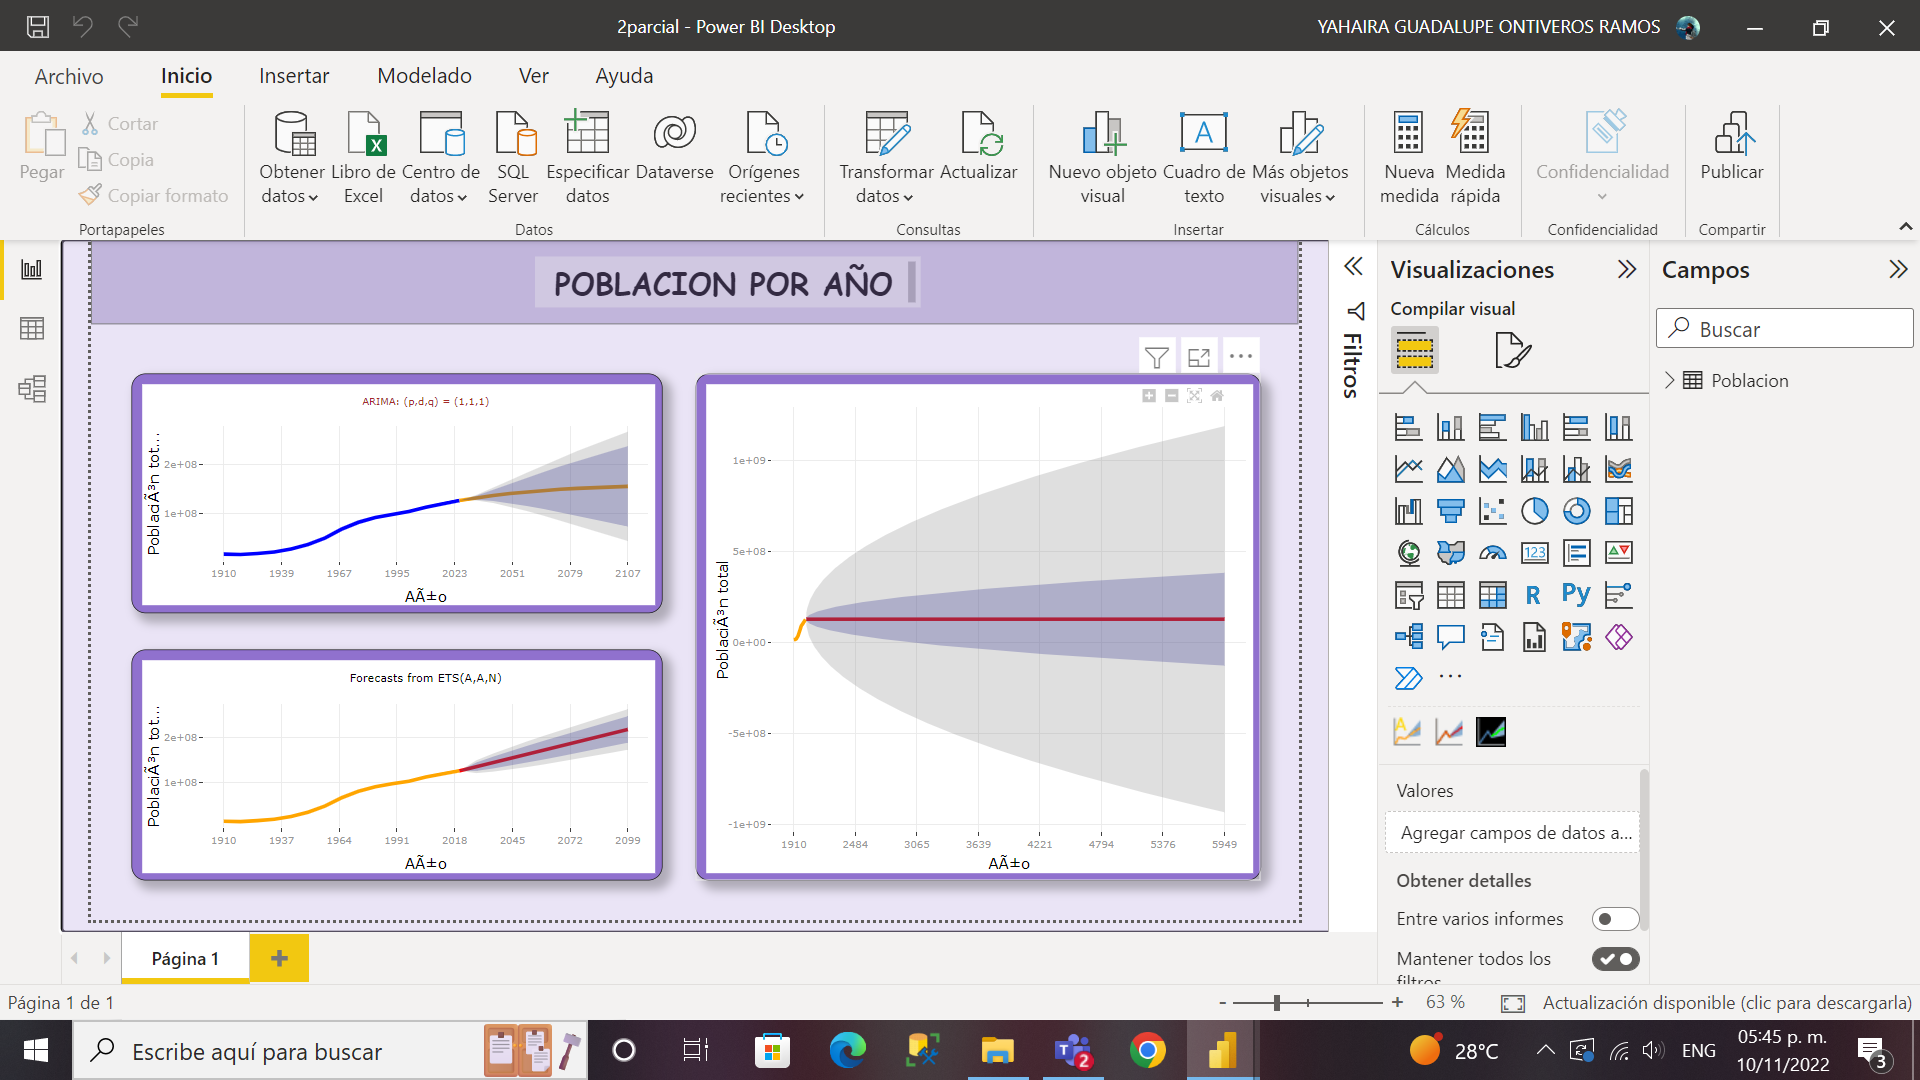 2parcial - Power BI Desktop
YAHAIRA GUADALUPE ONTIVEROS RAMOS
Archivo Inicio Insertar Modelado Ver Ayuda
Pegar
Cortar
Copia
Copiar formato
Portapapeles
Obtener datos
Libro de Excel
Centro de datos
SQL Server
Especificar datos
Dataverse
Orígenes recientes
Datos
Transformar datos
Actualizar
Consultas
Nuevo objeto visual
Cuadro de texto
Más objetos visuales
Insertar
Nueva medida
Medida rápida
Cálculos
Confidencialidad
Confidencialidad
Publicar
Compartir
POBLACION POR AÑO
ARIMA: (p,d,q) = (1,1,1)
PoblaciÃ³n tot...
2e+08
1e+08
1910 1939 1967 1995 2023 2051 2079 2107
AÃ±o
Forecasts from ETS(A,A,N)
PoblaciÃ³n tot...
2e+08
1e+08
1910 1937 1964 1991 2018 2045 2072 2099
AÃ±o
PoblaciÃ³n total
1e+09
5e+08
0e+00
-5e+08
-1e+09
1910 2484 3065 3639 4221 4794 5376 5949
AÃ±o
Filtros
Visualizaciones
Compilar visual
123
R
Py
Valores
Agregar campos de datos a...
Obtener detalles
Entre varios informes
Mantener todos los
filtros
Campos
Buscar
Poblacion
Página 1
Página 1 de 1
- + 63 %
Actualización disponible (clic para descargarla)
Escribe aquí para buscar
2
28°C
ENG
05:45 p. m.
10/11/2022
3